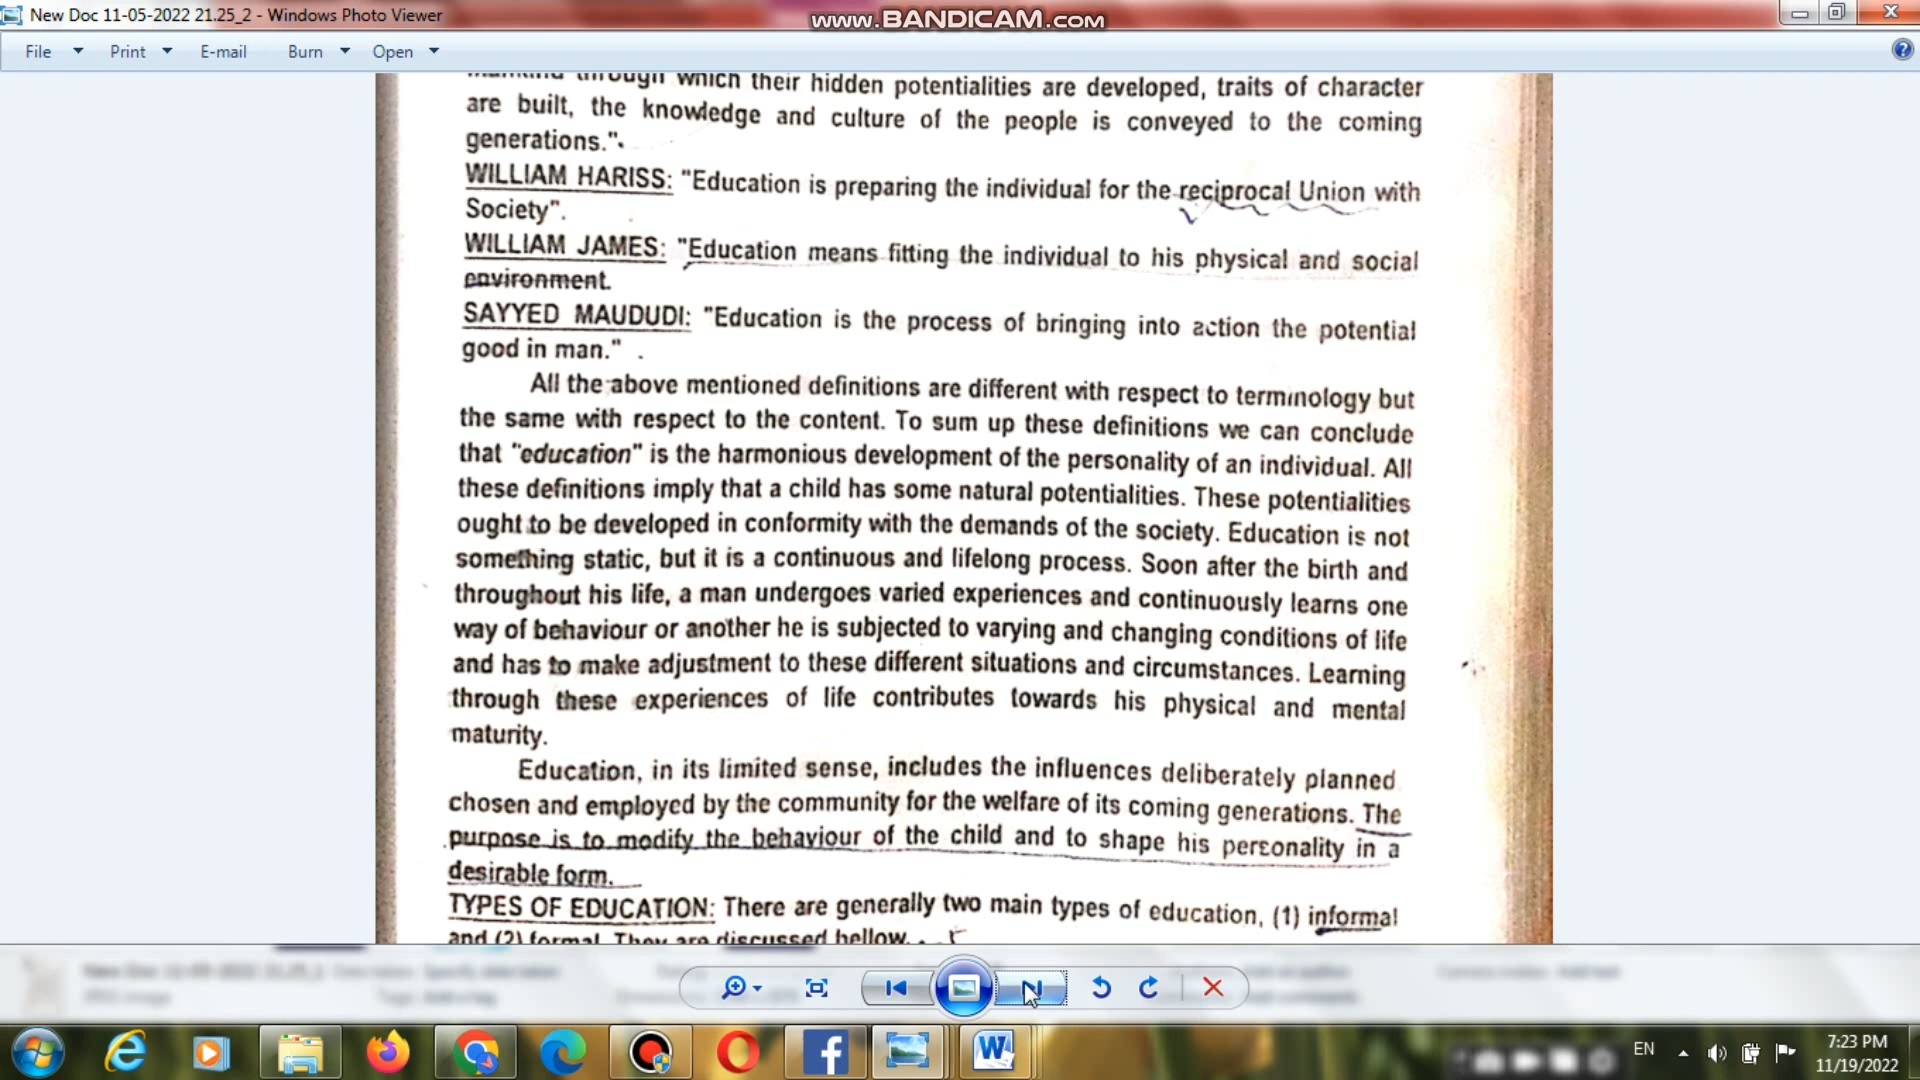 New Doc 11-05-2022 21.25_2 - Windows Photo Viewer
www.BANDICAM.com
File Print E-mail Burn Open
mankind through which their hidden potentialities are developed, traits of character
are built, the knowledge and culture of the people is conveyed to the coming
generations."
WILLIAM HARISS: "Education is preparing the individual for the reciprocal Union with
Society".
WILLIAM JAMES: "Education means fitting the individual to his physical and social
environment.
SAYYED MAUDUDI: "Education is the process of bringing into action the potential
good in man." .
All the above mentioned definitions are different with respect to terminology but
the same with respect to the content. To sum up these definitions we can conclude
that "education" is the harmonious development of the personality of an individual. All
these definitions imply that a child has some natural potentialities. These potentialities
ought to be developed in conformity with the demands of the society. Education is not
something static, but it is a continuous and lifelong process. Soon after the birth and
throughout his life, a man undergoes varied experiences and continuously learns one
way of behaviour or another he is subjected to varying and changing conditions of life
and has to make adjustment to these different situations and circumstances. Learning
through these experiences of life contributes towards his physical and mental
maturity.
Education, in its limited sense, includes the influences deliberately planned
chosen and employed by the community for the welfare of its coming generations. The
purpose is to modify the behaviour of the child and to shape his personality in a
desirable form.
TYPES OF EDUCATION: There are generally two main types of education, (1) informal
and (2) formal. They are discussed bellow.
New Doc 11-05-2022 21.25_1
JPEG image
EN
7:23 PM
11/19/2022